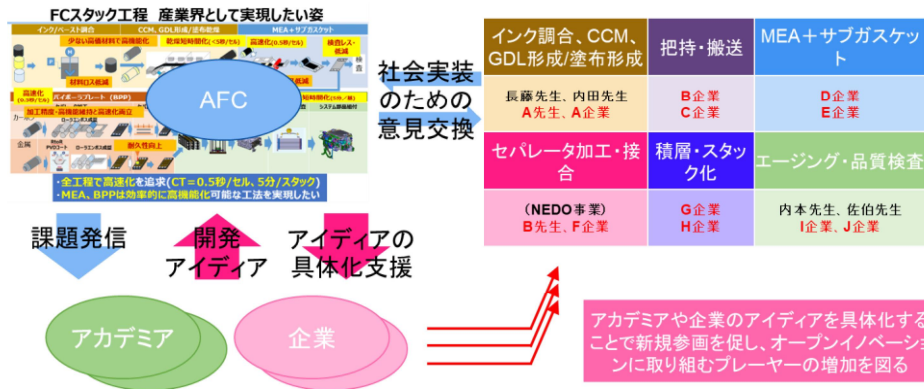 FCスタック工程　産業界として実現したい姿
インク/ペースト調合
CCM、GDL形成/塗布乾燥
MEA＋サブガスケット
少ない高価材料で高機能化
乾燥短時間化
高速化(0.5秒/セル)
検査レス・
低減
材料ロス低減
検
査
高速化
(0.5秒/セル)
加工精度・高機能維持と高速化両立
金属
耐久性向上
AFC
・全工程で高速化を追求(CT＝0.5秒/セル、5分/スタック)
・MEA、BPPは効率的に高機能化可能な工法を実現したい
社会実装
のための
意見交換
インク調合、CCM、
GDL形成/塗布形成
把持・搬送
MEA＋サブガスケッ
ト
長藤先生、内田先生
A先生、A企業
B企業
C企業
D企業
E企業
セパレータ加工・接
合
積層・スタッ
ク化
エージング・品質検査
（NEDO事業）
B先生、F企業
G企業
H企業
内本先生、佐伯先生
I企業、J企業
課題発信
開発
アイディア
アイディアの
具体化支援
アカデミア
企業
アカデミアや企業のアイディアを具体化する
ことで新規参画を促し、オープンイノベーショ
ンに取り組むプレーヤーの増加を図る